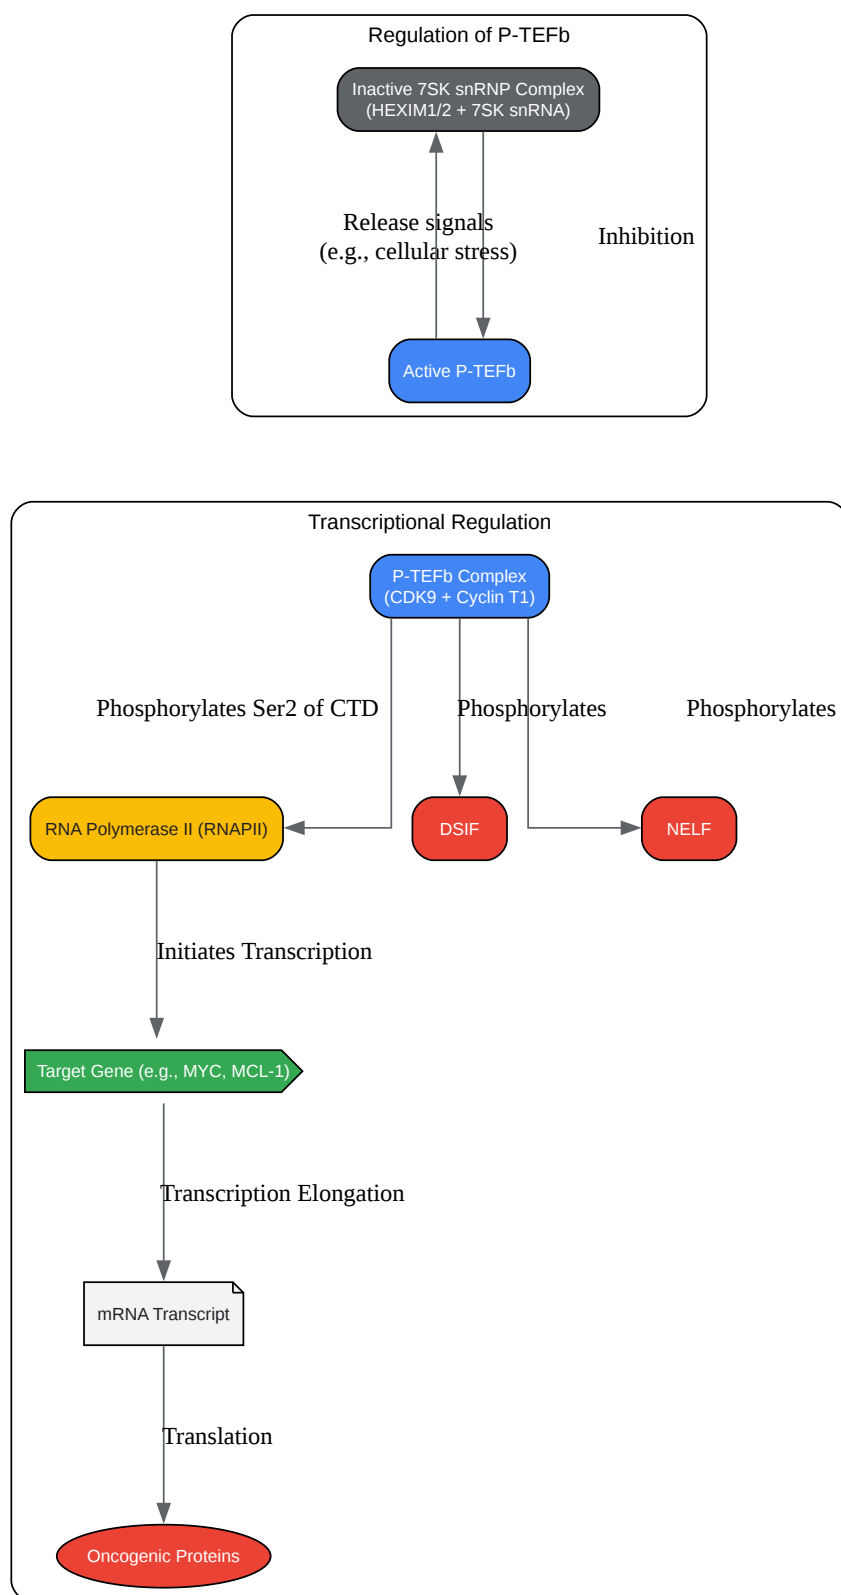 Regulation of P-TEFb
Inactive 7SK snRNP Complex
(HEXIM1/2 + 7SK snRNA)
Release signals
(e.g., cellular stress)
Inhibition
Active P-TEFb
Transcriptional Regulation
P-TEFb Complex
(CDK9 + Cyclin T1)
Phosphorylates Ser2 of CTD
Phosphorylates
Phosphorylates
RNA Polymerase II (RNAPII)
DSIF
NELF
Initiates Transcription
Target Gene (e.g., MYC, MCL-1)
Transcription Elongation
mRNA Transcript
Translation
Oncogenic Proteins